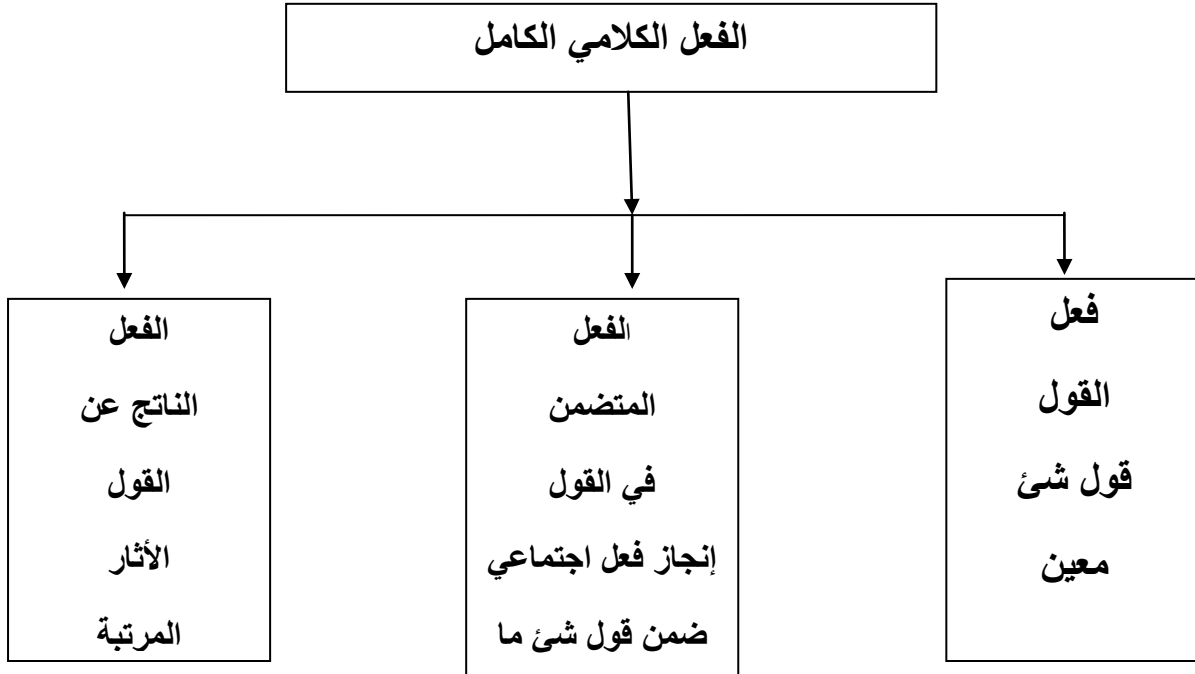 الفعل الكلامي الكامل
فعل
القول
قول شئ
معين
الفعل
المتضمن
في القول
إنجاز فعل اجتماعي
ضمن قول شئ ما
الفعل
الناتج عن
القول
الأثار
المرتبة